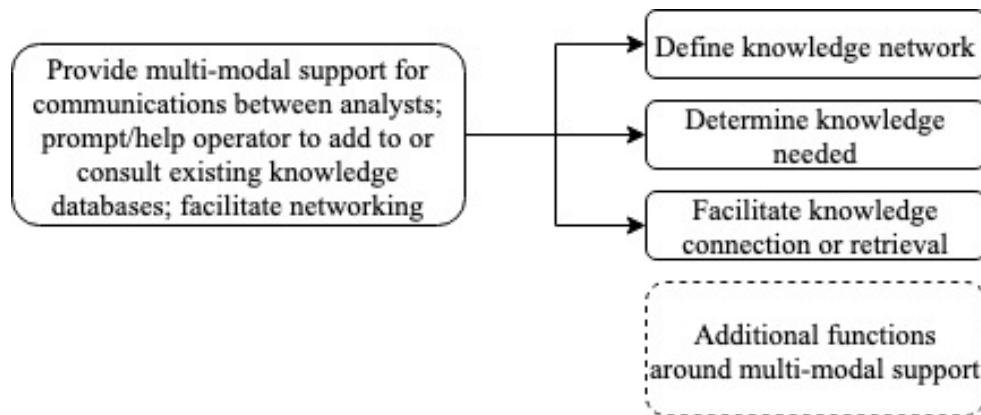 Provide multi-modal support for
communications between analysts;
prompt/help operator to add to or
consult existing knowledge
databases; facilitate networking
Define knowledge network
Determine knowledge
needed
Facilitate knowledge
connection or retrieval
Additional functions
around multi-modal support